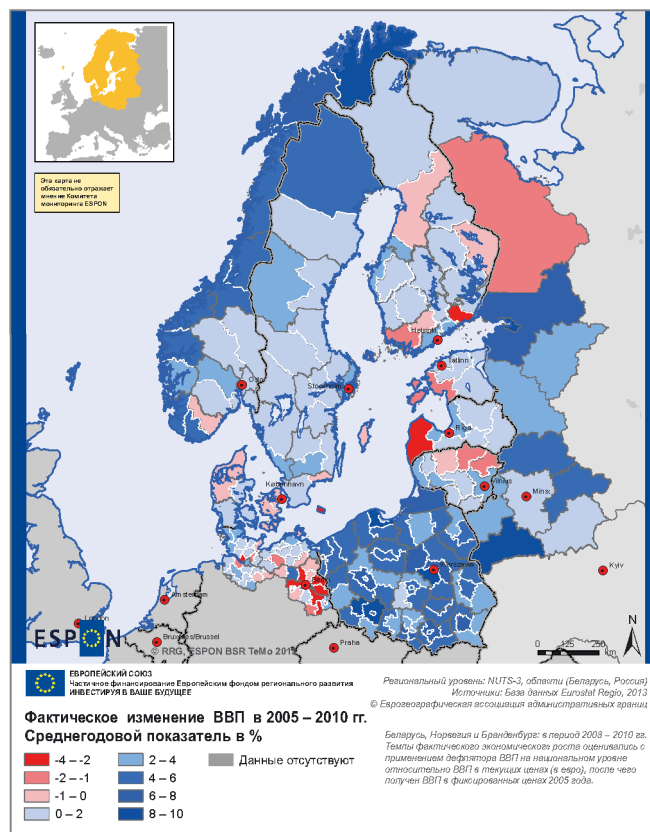 Эта карта не
обязательно отражает
мнение Комитета
мониторинга ESPON
Helsinki
Tallinn
Oslo
Stockholm
Riga
København
Vilnius
Minsk
Berlin
Warszawa
Kyiv
Amsterdam
London
Bruxelles/Brussel
Praha
ESPON
© RRG, ESPON BSR TeMo 2013
N
0 125 250
km
ЕВРОПЕЙСКИЙ СОЮЗ
Частичное финансирование Европейским фондом регионального развития
ИНВЕСТИРУЯ В ВАШЕ БУДУЩЕЕ
Региональный уровень: NUTS-3, области (Беларусь, Россия)
Источники: База данных Eurostat Regio, 2013
© Еврогеографическая ассоциация административных границ
Фактическое изменение ВВП в 2005 – 2010 гг.
Среднегодовой показатель в %
-4 – -2
-2 – -1
-1 – 0
0 – 2
2 – 4
4 – 6
6 – 8
8 – 10
Данные отсутствуют
Беларусь, Норвегия и Бранденбург: в период 2008 – 2010 гг.
Темпы фактического экономического роста оценивались с
применением дефлятора ВВП на национальном уровне
относительно ВВП в текущих ценах (в евро), после чего
получен ВВП в фиксированных ценах 2005 года.